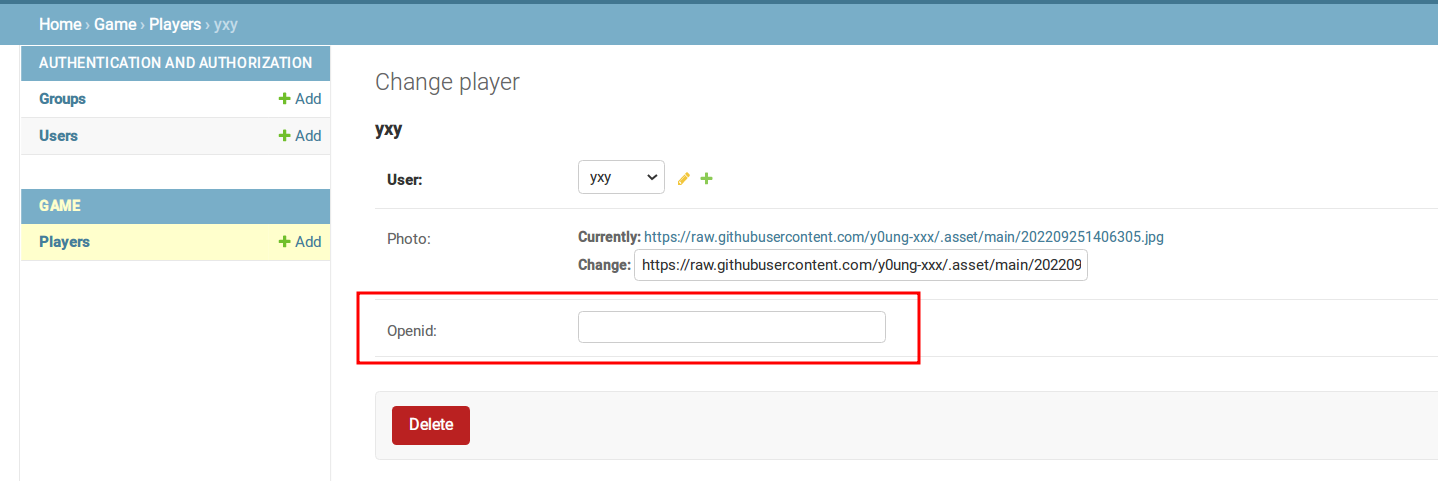 Home › Game › Players › yxy
AUTHENTICATION AND AUTHORIZATION
Groups + Add
Users + Add
GAME
Players + Add
Change player
yxy
User: yxy
Photo: Currently: https://raw.githubusercontent.com/y0ung-xxx/.asset/main/202209251406305.jpg
Change: https://raw.githubusercontent.com/y0ung-xxx/.asset/main/202209
Openid:
Delete